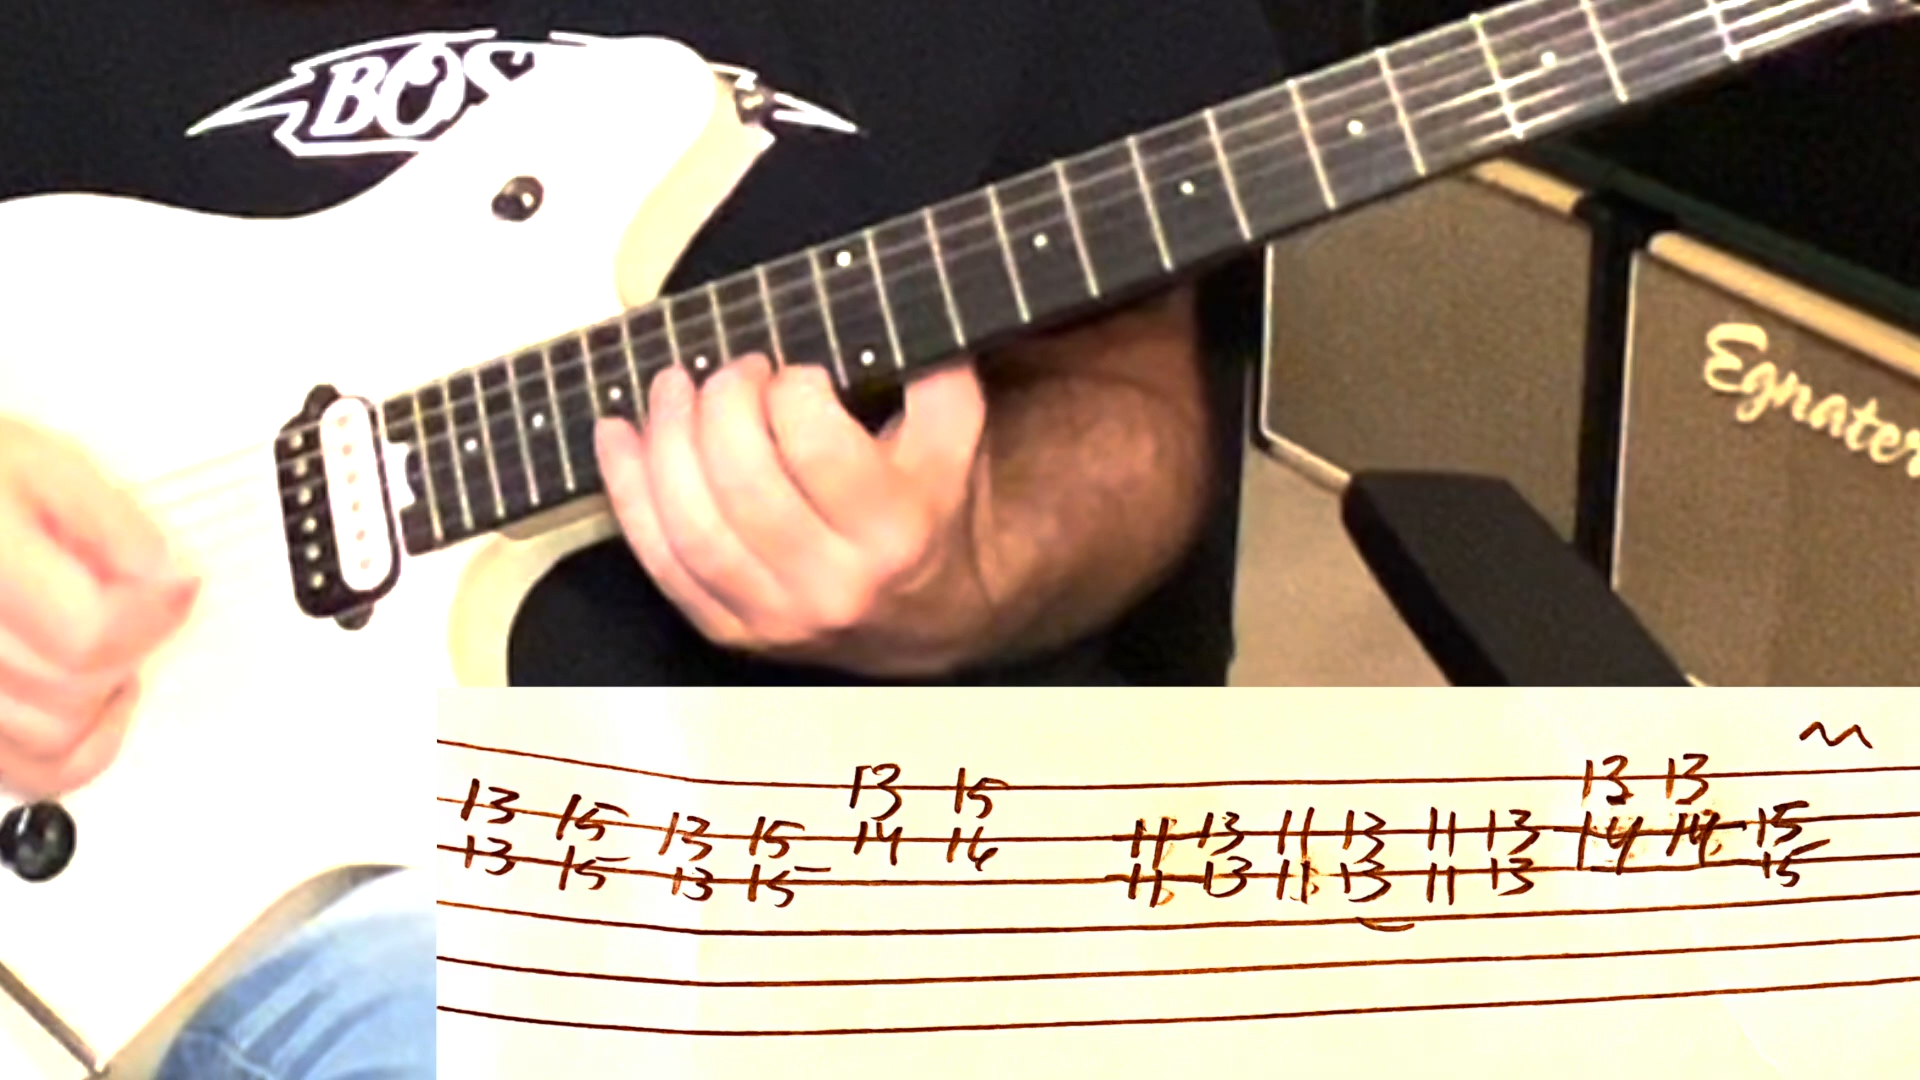 BOS
Egnater
13 15
13 15 13 15 14 16
13 15 13 15
13 13
11 13 11 13 11 13 14 14 15
11 13 11 13 11 13 15